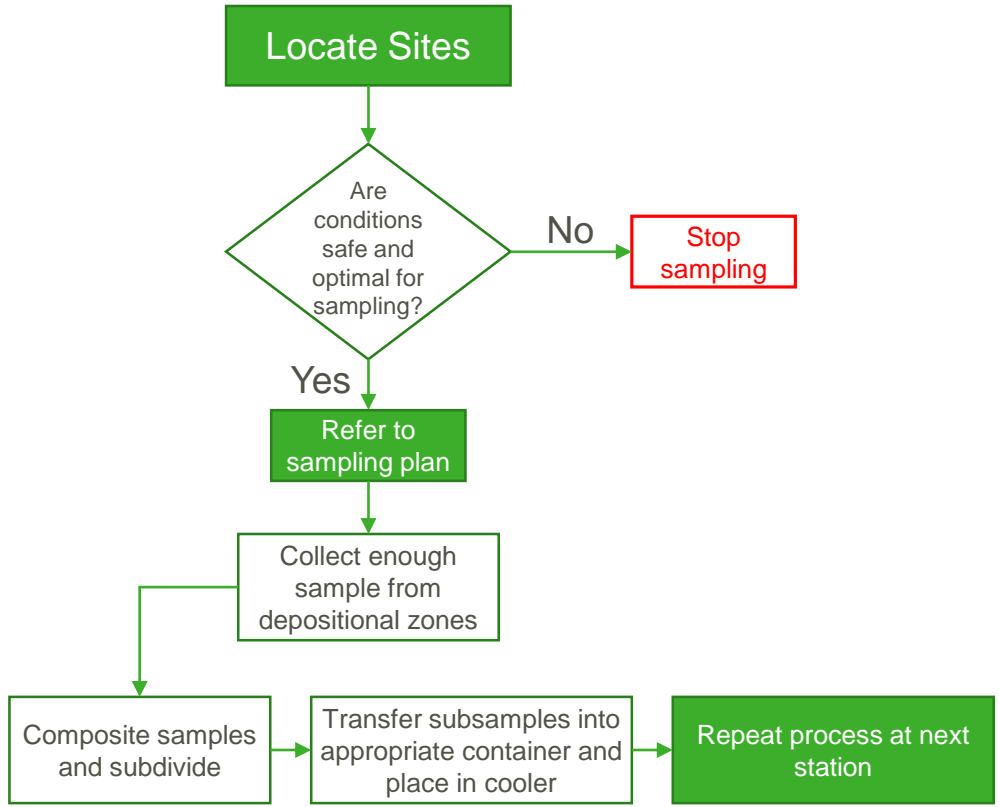 Locate Sites
Are
conditions
safe and
optimal for
sampling?
No
Stop
sampling
Yes
Refer to
sampling plan
Collect enough
sample from
depositional zones
Composite samples
and subdivide
Transfer subsamples into
appropriate container and
place in cooler
Repeat process at next
station